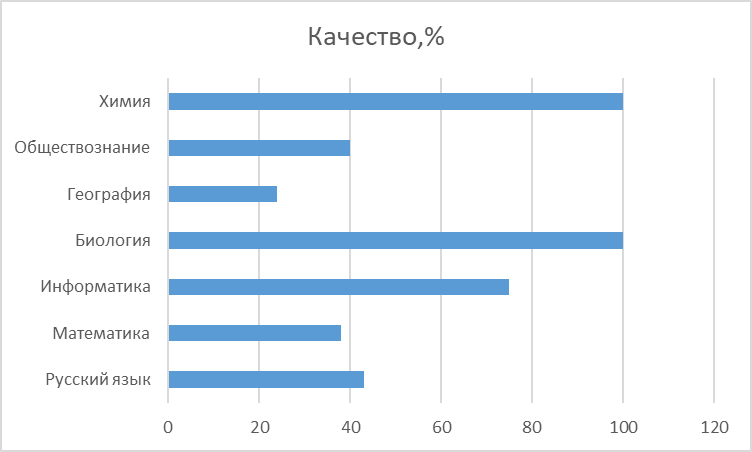 Качество,%
Химия
Обществознание
География
Биология
Информатика
Математика
Русский язык
0 20 40 60 80 100 120